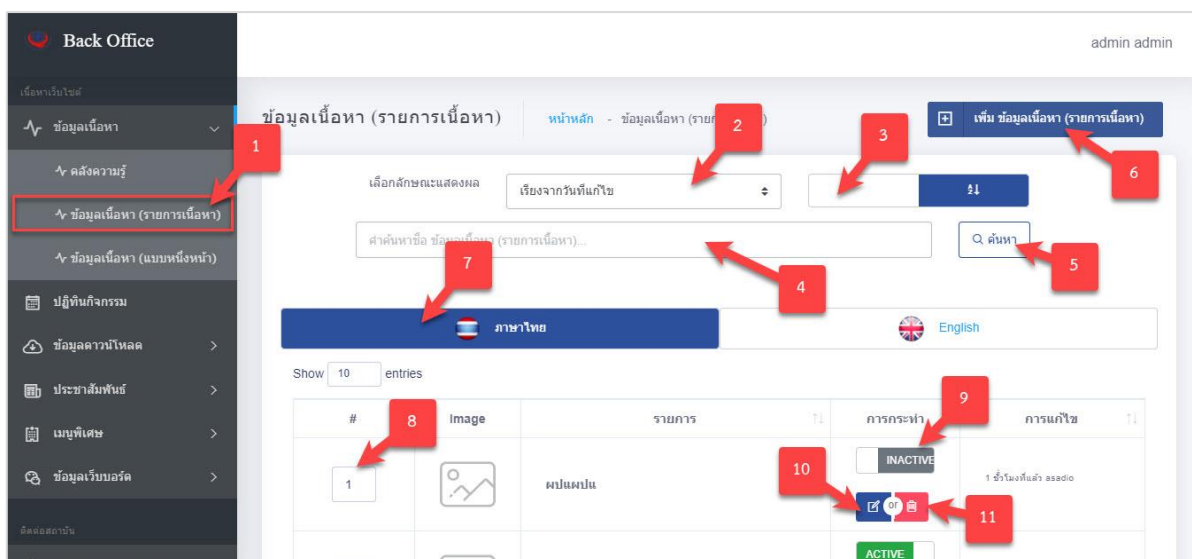 Back Office
admin admin
เนื้อหาเว็บไซต์
ข้อมูลเนื้อหา
คลังความรู้
ข้อมูลเนื้อหา (รายการเนื้อหา)
ข้อมูลเนื้อหา (แบบหนึ่งหน้า)
ปฏิทินกิจกรรม
ข้อมูลดาวน์โหลด
ประชาสัมพันธ์
เมนูพิเศษ
ข้อมูลเว็บบอร์ด
ติดต่อสถาบัน
1
ข้อมูลเนื้อหา (รายการเนื้อหา)
หน้าหลัก - ข้อมูลเนื้อหา
2
3
เพิ่ม ข้อมูลเนื้อหา (รายการเนื้อหา)
6
เลือกลักษณะแสดงผล
เรียงจากวันที่แก้ไข
คำค้นหาชื่อ ข้อมูลเนื้อหา (รายการเนื้อหา)...
ค้นหา
7
4
5
ภาษาไทย
English
Show 10 entries
9
# 8 Image รายการ การกระทำ การแก้ไข
INACTIVE
1
ผปแผปแ
10
1 ชั่วโมงที่แล้ว asadio
or
11
ACTIVE